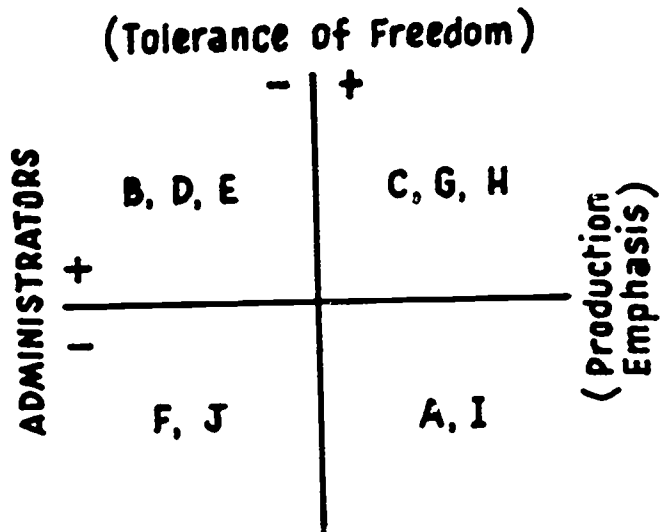 (Tolerance of Freedom)
- +
B, D, E
C, G, H
ADMINISTRATORS
+
-
(Production
Emphasis)
F, J
A, I